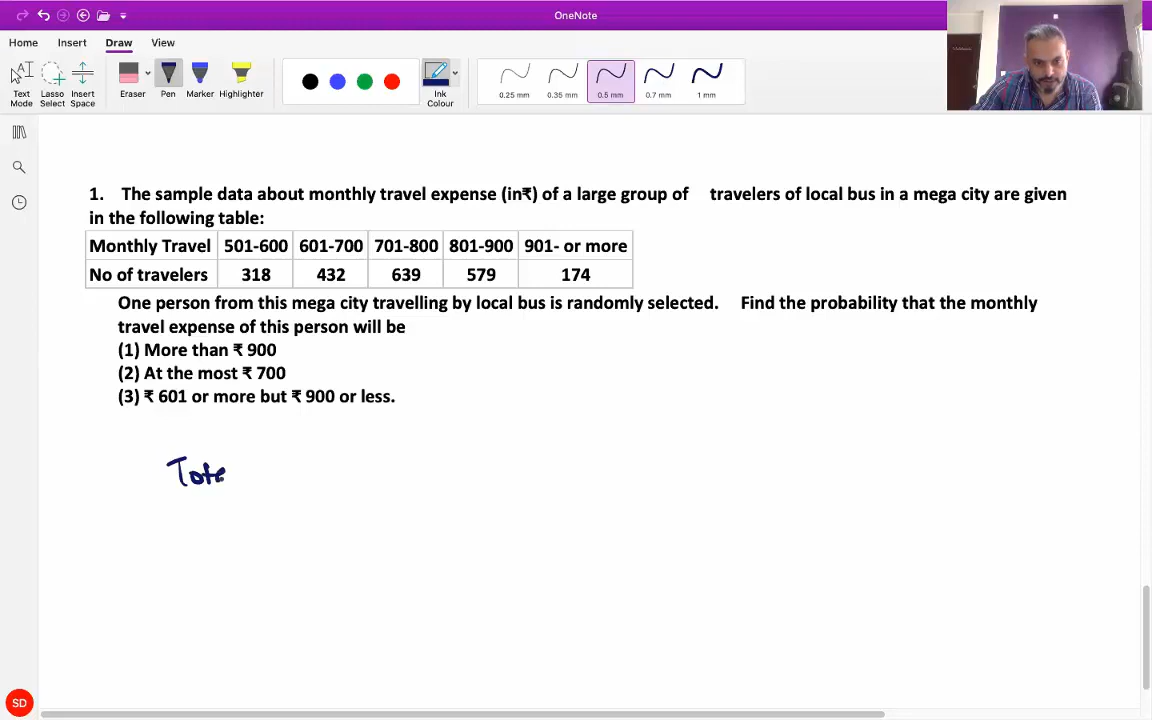 OneNote
Home Insert Draw View
Text Mode
Lasso Select
Insert Space
Eraser
Pen
Marker
Highlighter
Ink Colour
0.25 mm
0.35 mm
0.5 mm
0.7 mm
1 mm
1. The sample data about monthly travel expense (in₹) of a large group of travelers of local bus in a mega city are given
in the following table:
Monthly Travel 501-600 601-700 701-800 801-900 901- or more
No of travelers 318 432 639 579 174
One person from this mega city travelling by local bus is randomly selected. Find the probability that the monthly
travel expense of this person will be
(1) More than ₹ 900
(2) At the most ₹ 700
(3) ₹ 601 or more but ₹ 900 or less.
Tota
SD